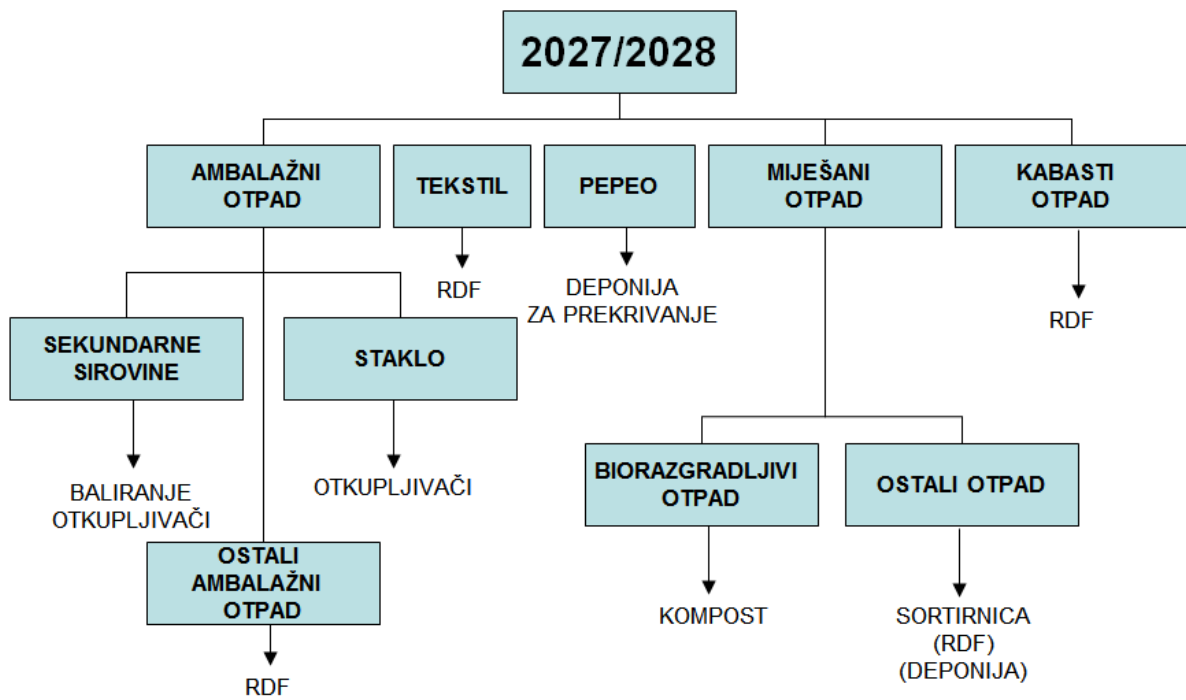 2027/2028
AMBALAŽNI
OTPAD
TEKSTIL
PEPEO
MIJEŠANI
OTPAD
KABASTI
OTPAD
RDF
DEPONIJA
ZA PREKRIVANJE
RDF
SEKUNDARNE
SIROVINE
STAKLO
BALIRANJE
OTKUPLJIVAČI
OTKUPLJIVAČI
BIORAZGRADLJIVI
OTPAD
OSTALI OTPAD
OSTALI
AMBALAŽNI
OTPAD
KOMPOST
SORTIRNICA
(RDF)
(DEPONIJA)
RDF